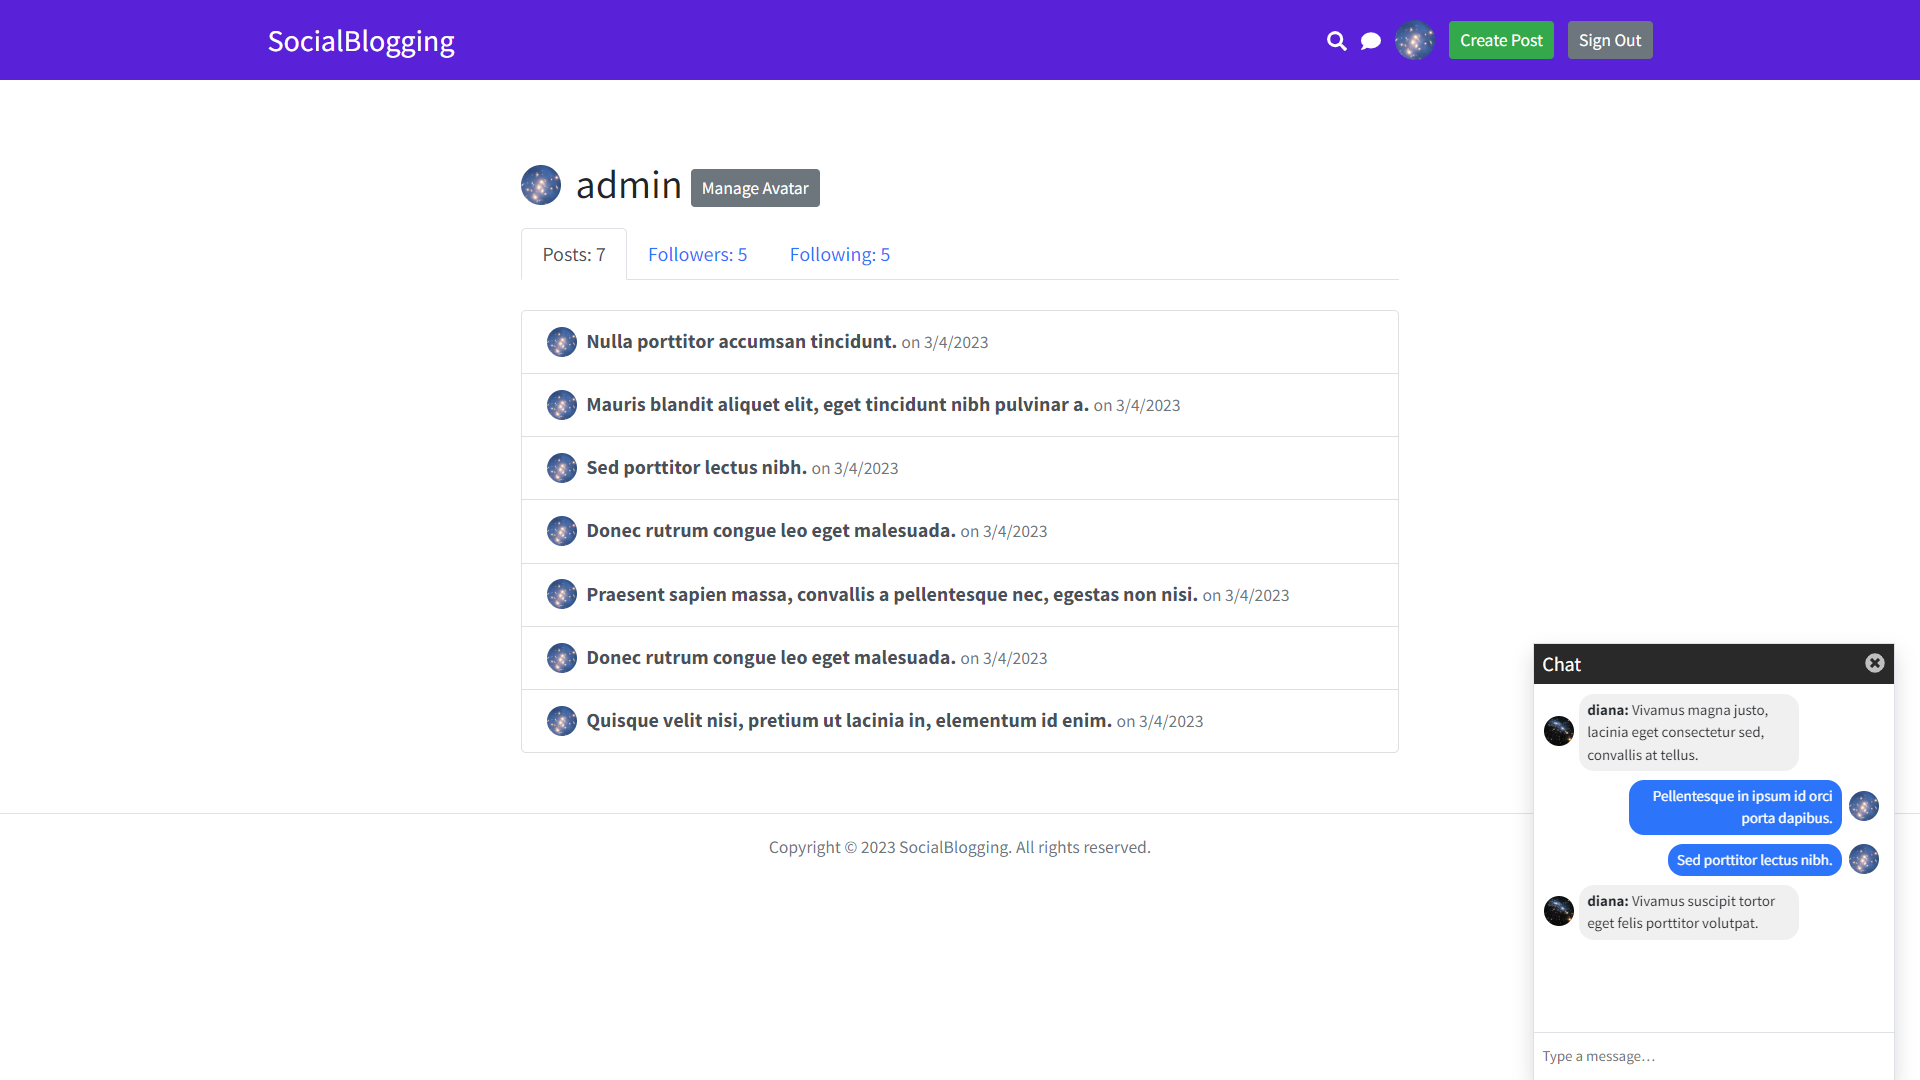 SocialBlogging
Create Post
Sign Out
admin
Manage Avatar
Posts: 7
Followers: 5
Following: 5
Nulla porttitor accumsan tincidunt. on 3/4/2023
Mauris blandit aliquet elit, eget tincidunt nibh pulvinar a. on 3/4/2023
Sed porttitor lectus nibh. on 3/4/2023
Donec rutrum congue leo eget malesuada. on 3/4/2023
Praesent sapien massa, convallis a pellentesque nec, egestas non nisi. on 3/4/2023
Donec rutrum congue leo eget malesuada. on 3/4/2023
Quisque velit nisi, pretium ut lacinia in, elementum id enim. on 3/4/2023
Copyright © 2023 SocialBlogging. All rights reserved.
Chat
diana: Vivamus magna justo,
lacinia eget consectetur sed,
convallis at tellus.
Pellentesque in ipsum id orci
porta dapibus.
Sed porttitor lectus nibh.
diana: Vivamus suscipit tortor
eget felis porttitor volutpat.
Type a message…